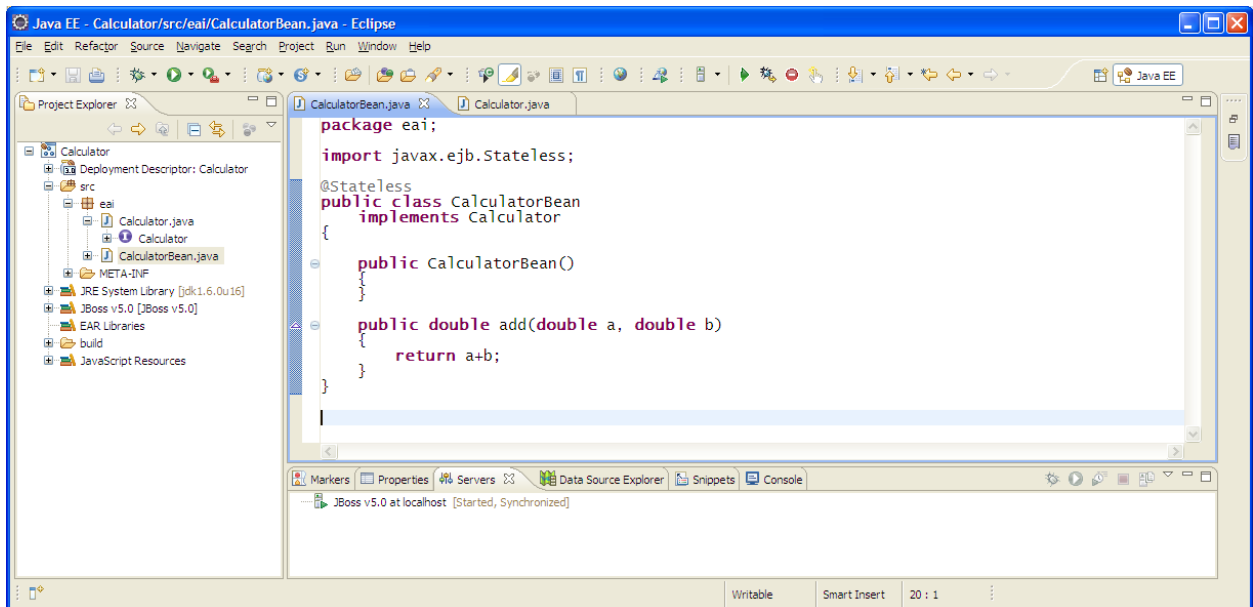 Java EE - Calculator/src/eai/CalculatorBean.java - Eclipse
File Edit Refactor Source Navigate Search Project Run Window Help
Java EE
Project Explorer
CalculatorBean.java
Calculator.java
Calculator
Deployment Descriptor: Calculator
src
eai
Calculator.java
Calculator
CalculatorBean.java
META-INF
JRE System Library [jdk1.6.0u16]
JBoss v5.0 [JBoss v5.0]
EAR Libraries
build
JavaScript Resources
package eai;
import javax.ejb.Stateless;
@Stateless
public class CalculatorBean
implements Calculator
{
public CalculatorBean()
{
}
public double add(double a, double b)
{
return a+b;
}
}
Markers Properties Servers Data Source Explorer Snippets Console
JBoss v5.0 at localhost [Started, Synchronized]
Writable Smart Insert 20 : 1